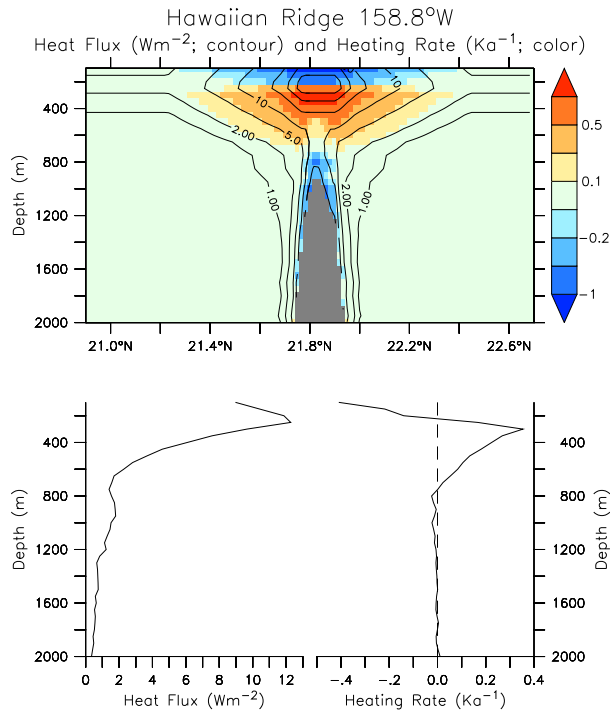 Hawaiian Ridge 158.8°W
Heat Flux (Wm⁻²; contour) and Heating Rate (Ka⁻¹; color)
400
800
1200
1600
2000
Depth (m)
10
10
2.00
5.0
1.00
2.00
1.00
21.0°N 21.4°N 21.8°N 22.2°N 22.6°N
0.5
0.1
−0.2
−1
400
800
1200
1600
2000
Depth (m)
0 2 4 6 8 10 12
Heat Flux (Wm⁻²)
400
800
1200
1600
2000
Depth (m)
−.4 −.2 0.0 0.2 0.4
Heating Rate (Ka⁻¹)